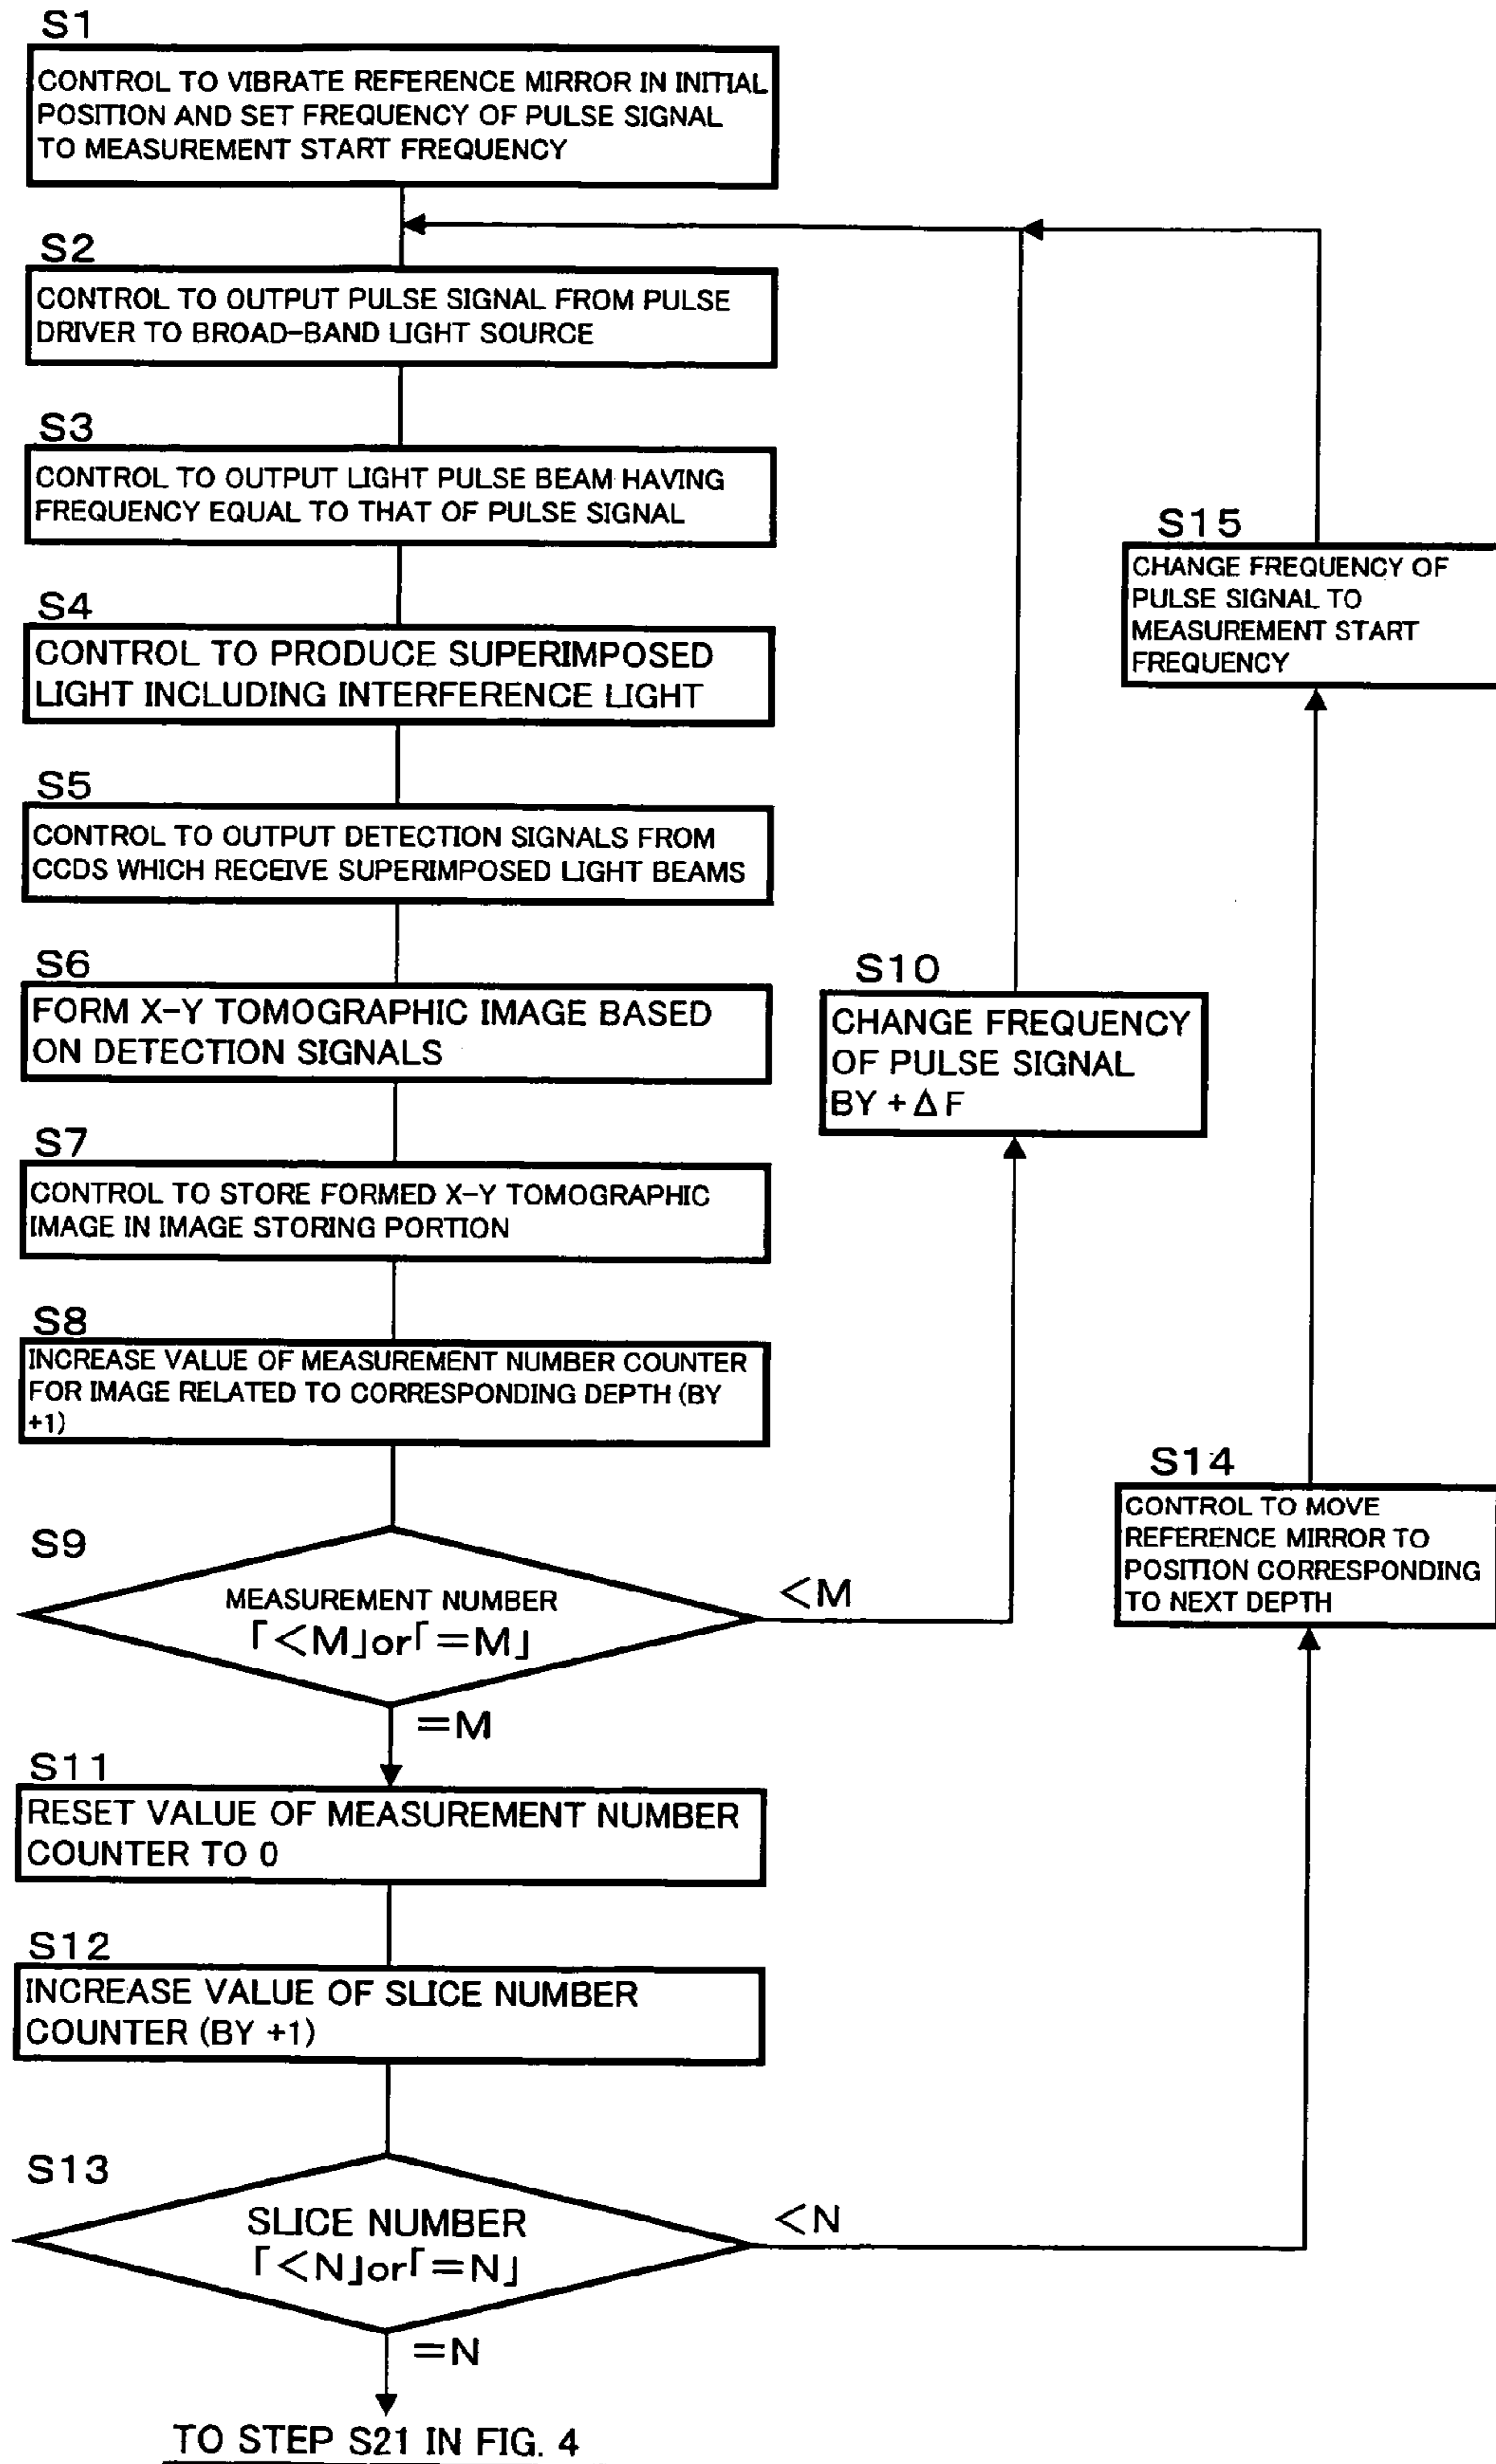 S1
CONTROL TO VIBRATE REFERENCE MIRROR IN INITIAL
POSITION AND SET FREQUENCY OF PULSE SIGNAL
TO MEASUREMENT START FREQUENCY
S2
CONTROL TO OUTPUT PULSE SIGNAL FROM PULSE
DRIVER TO BROAD-BAND LIGHT SOURCE
S3
CONTROL TO OUTPUT LIGHT PULSE BEAM HAVING
FREQUENCY EQUAL TO THAT OF PULSE SIGNAL
S4
CONTROL TO PRODUCE SUPERIMPOSED
LIGHT INCLUDING INTERFERENCE LIGHT
S5
CONTROL TO OUTPUT DETECTION SIGNALS FROM
CCDS WHICH RECEIVE SUPERIMPOSED LIGHT BEAMS
S6
FORM X-Y TOMOGRAPHIC IMAGE BASED
ON DETECTION SIGNALS
S7
CONTROL TO STORE FORMED X-Y TOMOGRAPHIC
IMAGE IN IMAGE STORING PORTION
S8
INCREASE VALUE OF MEASUREMENT NUMBER COUNTER
FOR IMAGE RELATED TO CORRESPONDING DEPTH (BY
+1)
S9
MEASUREMENT NUMBER
「<M」or「=M」
<M
=M
S10
CHANGE FREQUENCY
OF PULSE SIGNAL
BY +ΔF
S11
RESET VALUE OF MEASUREMENT NUMBER
COUNTER TO 0
S12
INCREASE VALUE OF SLICE NUMBER
COUNTER (BY +1)
S13
SLICE NUMBER
「<N」or「=N」
<N
=N
S14
CONTROL TO MOVE
REFERENCE MIRROR TO
POSITION CORRESPONDING
TO NEXT DEPTH
S15
CHANGE FREQUENCY OF
PULSE SIGNAL TO
MEASUREMENT START
FREQUENCY
TO STEP S21 IN FIG. 4